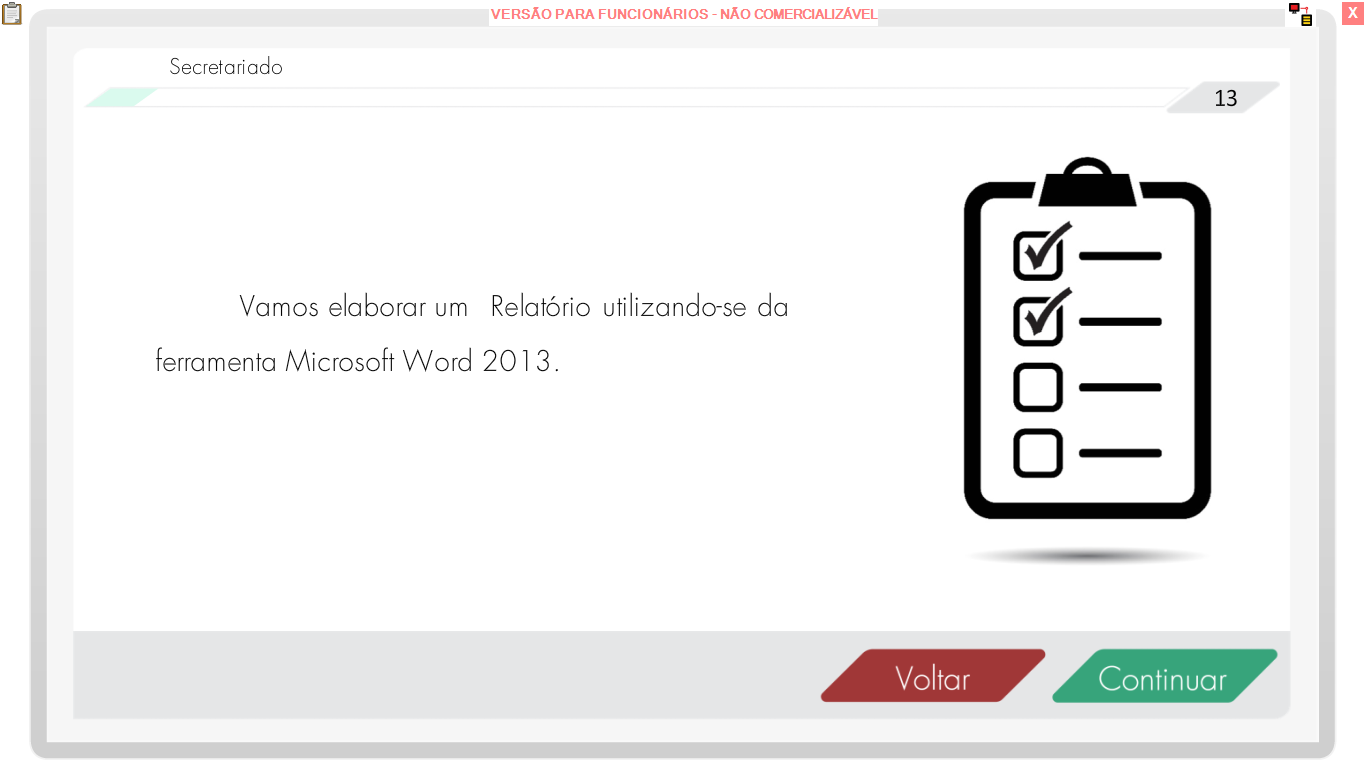 VERSÃO PARA FUNCIONÁRIOS - NÃO COMERCIALIZÁVEL
X
Secretariado
13
Vamos elaborar um Relatório utilizando-se da
ferramenta Microsoft Word 2013.
Voltar
Continuar